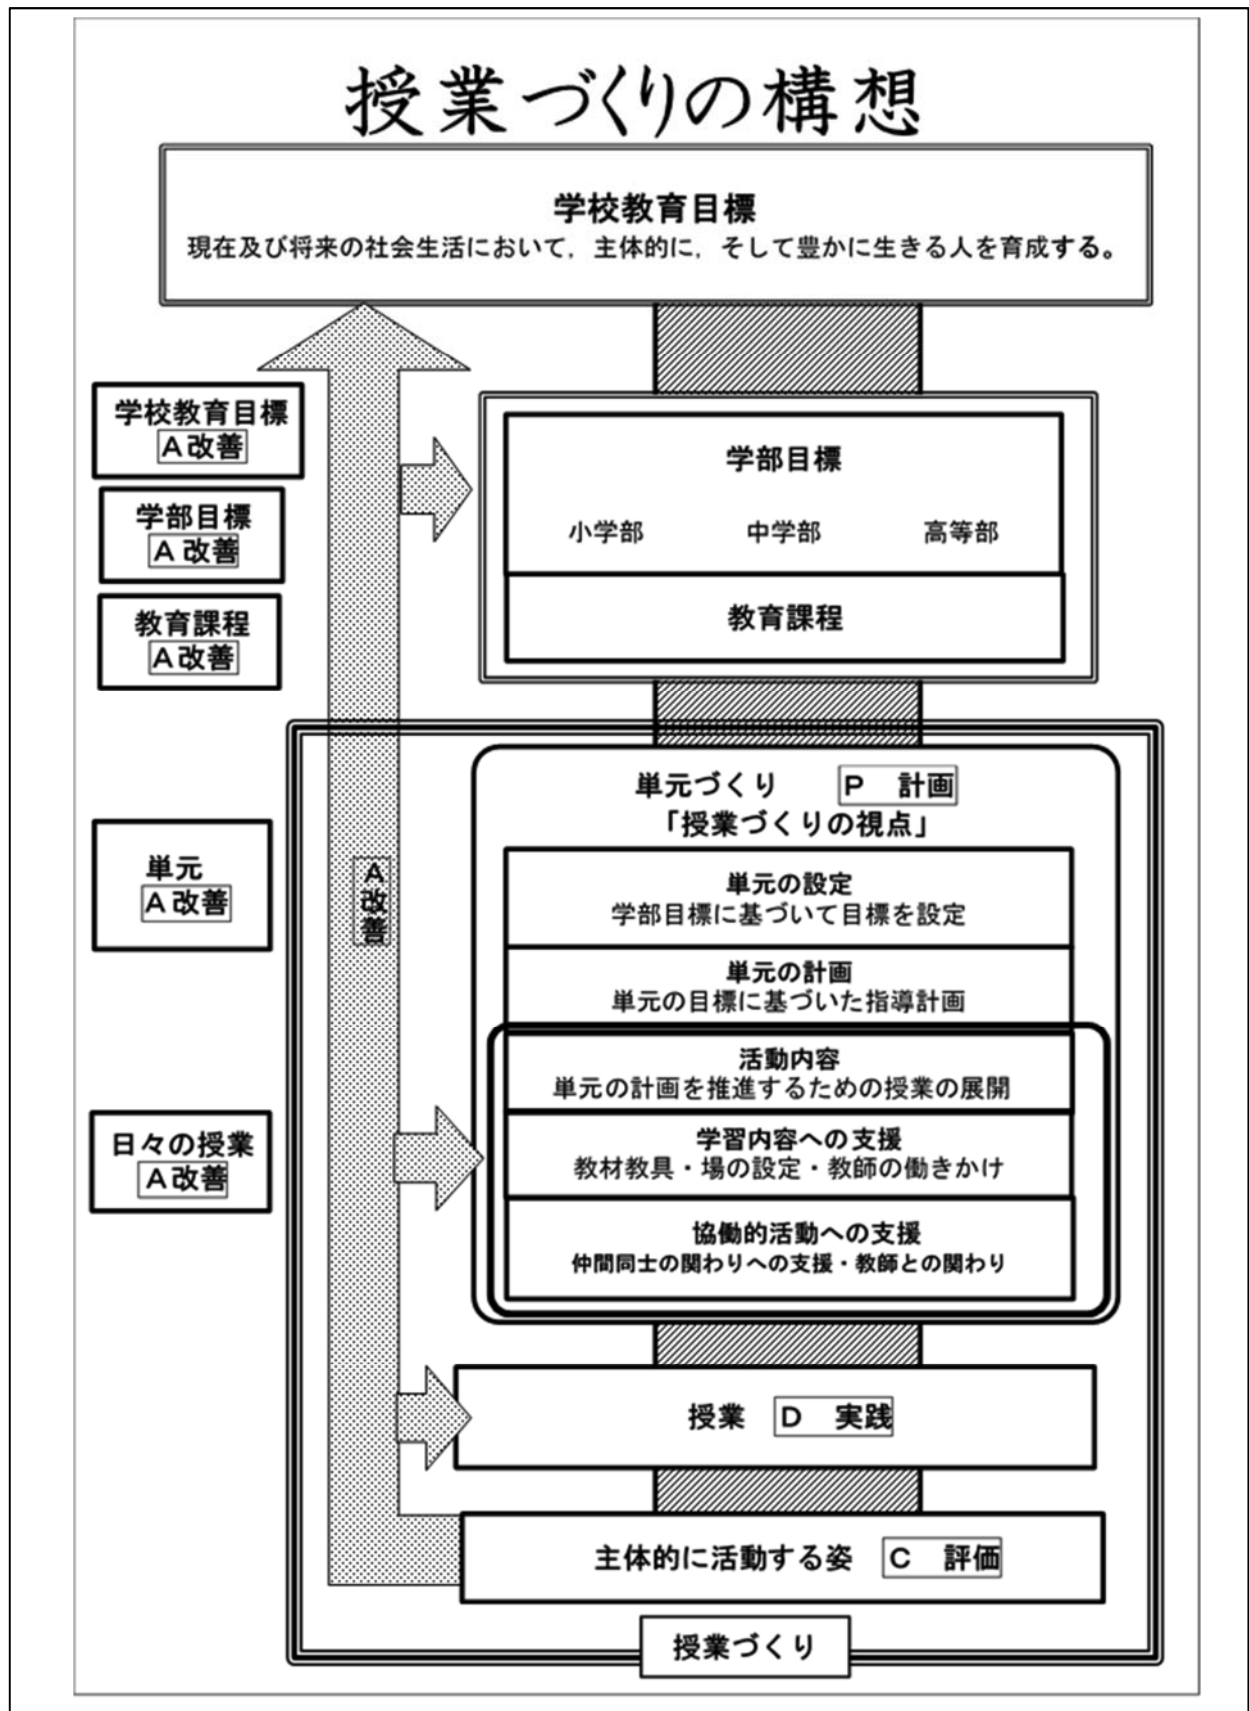 授業づくりの構想
学校教育目標
現在及び将来の社会生活において，主体的に，そして豊かに生きる人を育成する。
学校教育目標
A改善
学部目標
A改善
教育課程
A改善
学部目標
小学部　中学部　高等部
教育課程
単元
A改善
日々の授業
A改善
A改善
単元づくり　P　計画
「授業づくりの視点」
単元の設定
学部目標に基づいて目標を設定
単元の計画
単元の目標に基づいた指導計画
活動内容
単元の計画を推進するための授業の展開
学習内容への支援
教材教具・場の設定・教師の働きかけ
協働的活動への支援
仲間同士の関わりへの支援・教師との関わり
授業　D　実践
主体的に活動する姿　C　評価
授業づくり